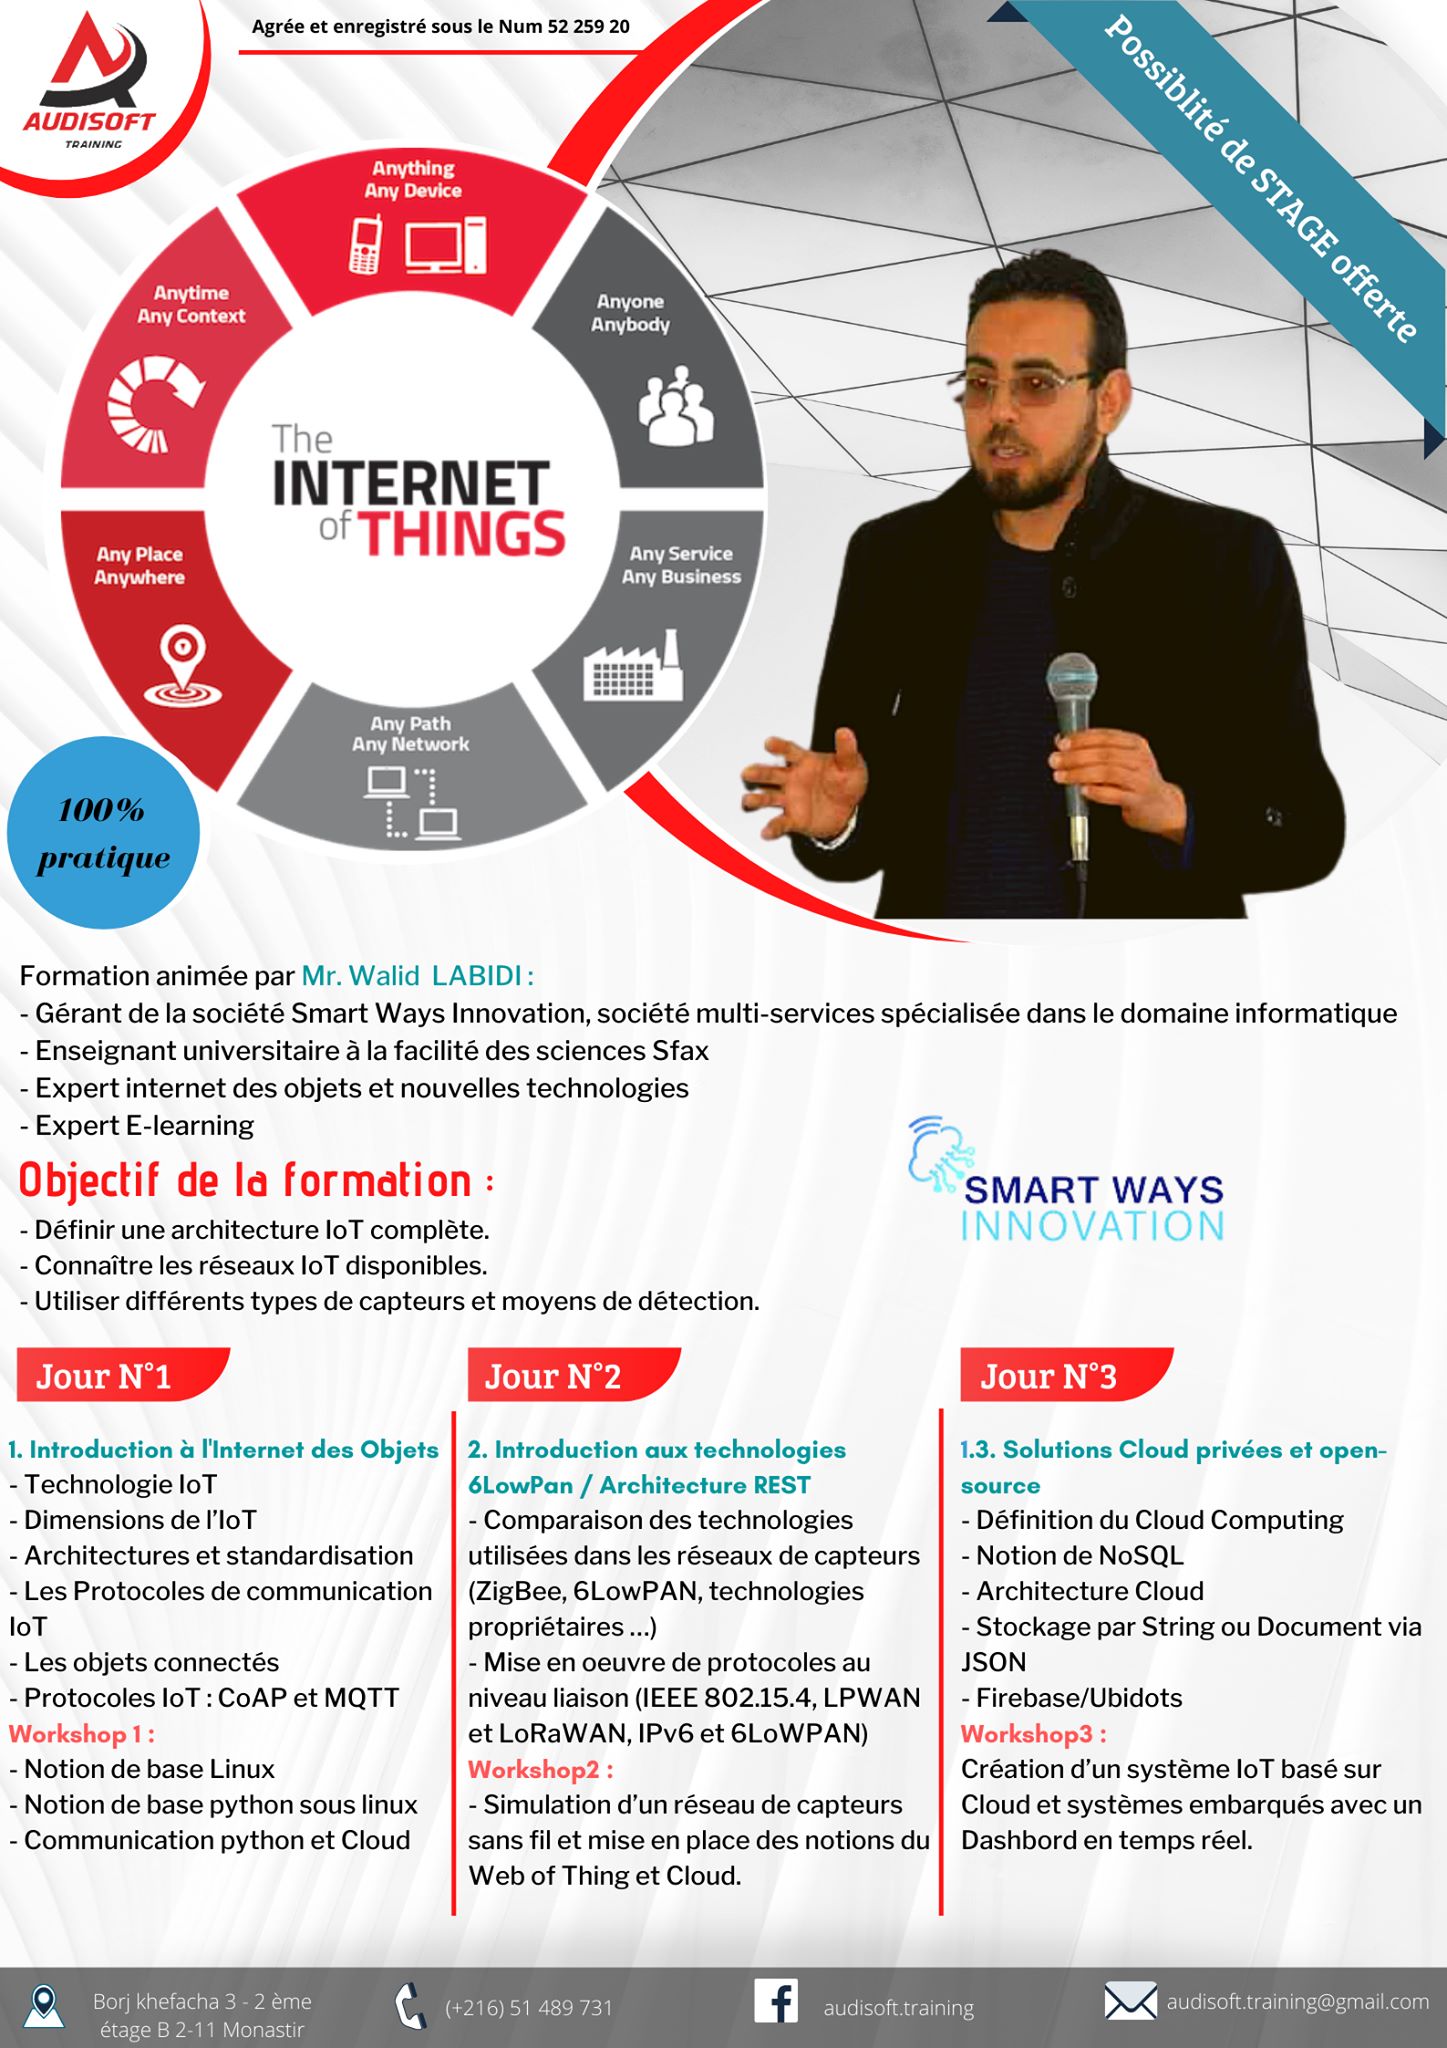 Agrée et enregistré sous le Num 52 259 20
AUDISOFT
TRAINING
Possiblité de STAGE offerte
Anything
Any Device
Anytime
Any Context
Anyone
Anybody
The
INTERNET
of THINGS
Any Place
Anywhere
Any Service
Any Business
Any Path
Any Network
100%
pratique
Formation animée par Mr. Walid LABIDI :
- Gérant de la société Smart Ways Innovation, société multi-services spécialisée dans le domaine informatique
- Enseignant universitaire à la facilité des sciences Sfax
- Expert internet des objets et nouvelles technologies
- Expert E-learning
SMART WAYS
INNOVATION
Objectif de la formation :
- Définir une architecture IoT complète.
- Connaître les réseaux IoT disponibles.
- Utiliser différents types de capteurs et moyens de détection.
Jour N°1
1. Introduction à l'Internet des Objets
- Technologie IoT
- Dimensions de l'IoT
- Architectures et standardisation
- Les Protocoles de communication
IoT
- Les objets connectés
- Protocoles IoT : CoAP et MQTT
Workshop 1 :
- Notion de base Linux
- Notion de base python sous linux
- Communication python et Cloud
Jour N°2
2. Introduction aux technologies
6LowPan / Architecture REST
- Comparaison des technologies
utilisées dans les réseaux de capteurs
(ZigBee, 6LowPAN, technologies
propriétaires ...)
- Mise en oeuvre de protocoles au
niveau liaison (IEEE 802.15.4, LPWAN
et LoRaWAN, IPv6 et 6LoWPAN)
Workshop2 :
- Simulation d'un réseau de capteurs
sans fil et mise en place des notions du
Web of Thing et Cloud.
Jour N°3
1.3. Solutions Cloud privées et open-
source
- Définition du Cloud Computing
- Notion de NoSQL
- Architecture Cloud
- Stockage par String ou Document via
JSON
- Firebase/Ubidots
Workshop3 :
Création d'un système IoT basé sur
Cloud et systèmes embarqués avec un
Dashbord en temps réel.
Borj khefacha 3 - 2 ème
étage B 2-11 Monastir
(+216) 51 489 731
audisoft.training
audisoft.training@gmail.com